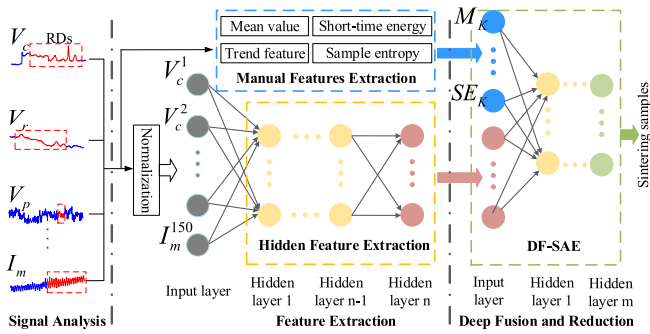 V_c
RDs
V_r
V_p
I_m
Signal Analysis
Normalization
Mean value
Short-time energy
Trend feature
Sample entropy
Manual Features Extraction
V_c^1
V_c^2
I_m^150
Hidden Feature Extraction
Input layer
Hidden layer 1
Hidden layer n-1
Hidden layer n
Feature Extraction
M_K
SE_K
DF-SAE
Input layer
Hidden layer 1
Hidden layer m
Deep Fusion and Reduction
Sintering samples